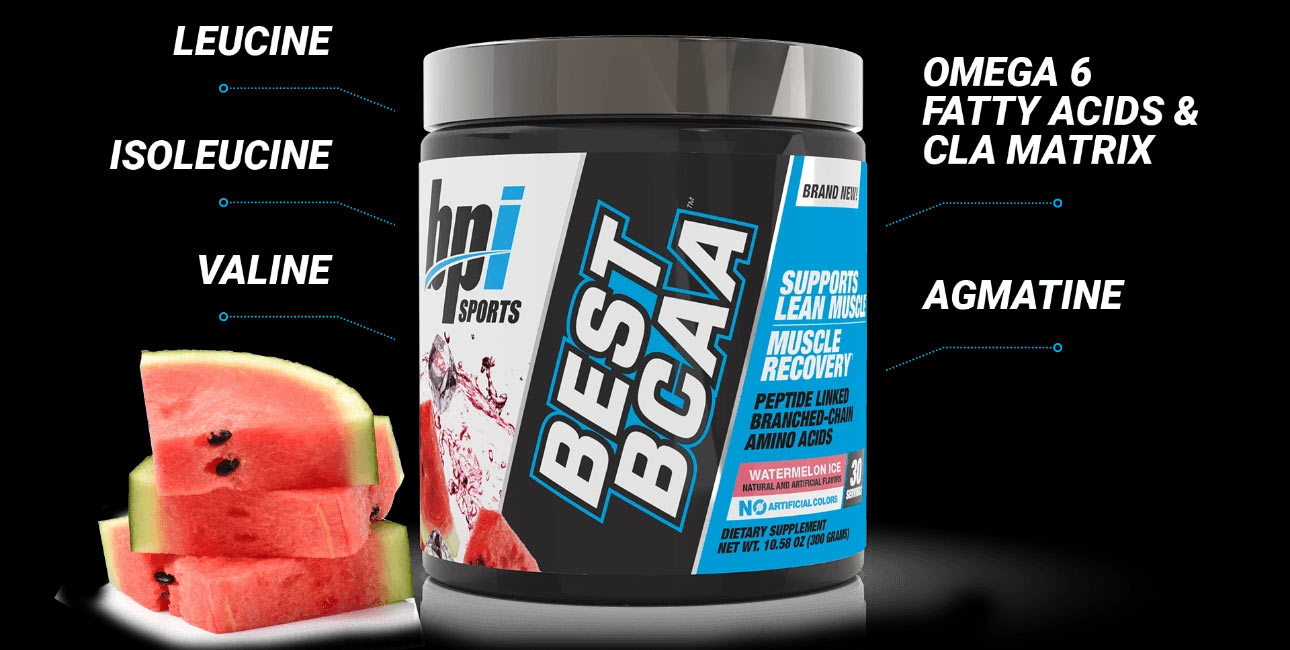 LEUCINE
ISOLEUCINE
VALINE
bpi
SPORTS
BEST
BCAA
TM
BRAND NEW!
SUPPORTS
LEAN MUSCLE
MUSCLE
RECOVERY
PEPTIDE LINKED
BRANCHED-CHAIN
AMINO ACIDS
WATERMELON ICE
NATURAL AND ARTIFICIAL FLAVORS
30
SERVINGS
NO ARTIFICIAL COLORS
DIETARY SUPPLEMENT
NET WT. 10.58 OZ (300 GRAMS)
OMEGA 6
FATTY ACIDS &
CLA MATRIX
AGMATINE